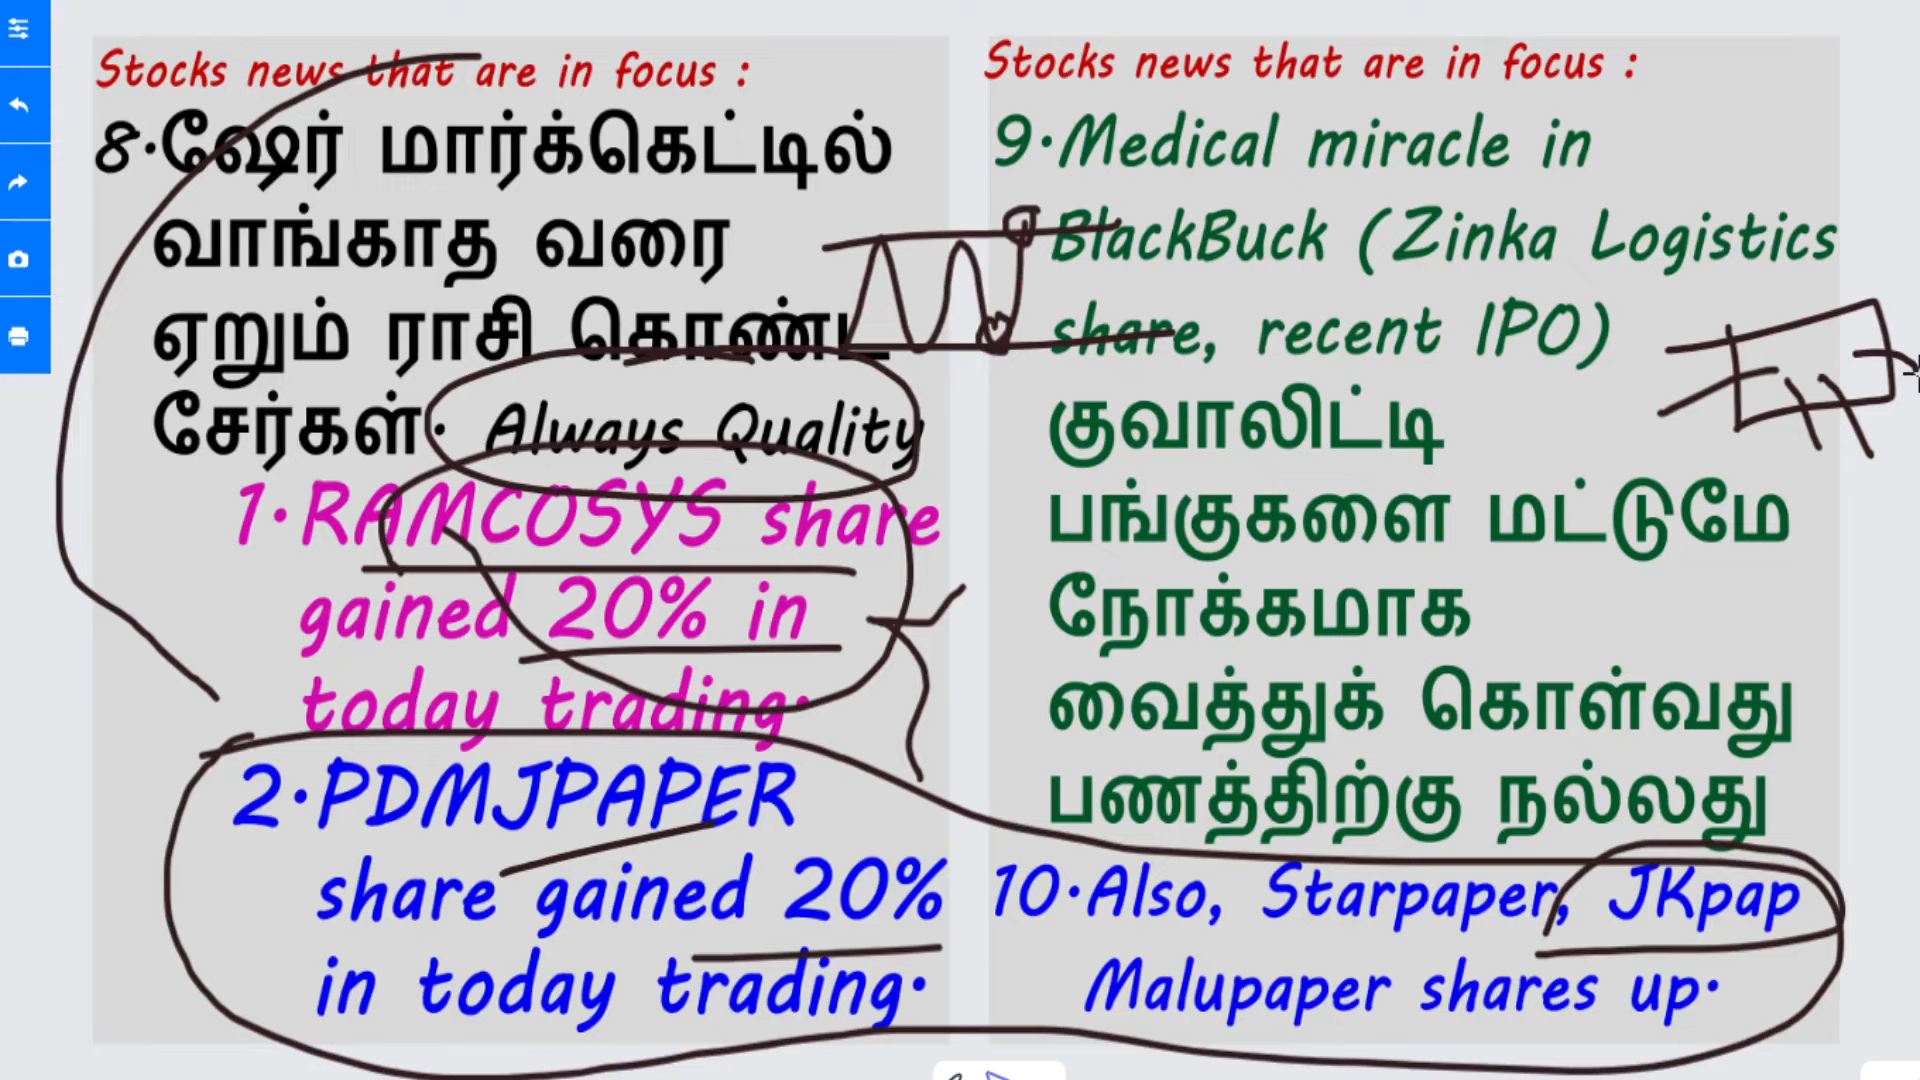 Stocks news that are in focus :
8.ஷேர் மார்க்கெட்டில்
வாங்காத வரை
ஏறும் ராசி கொண்ட
சேர்கள். Always Quality
1.RAMCOSYS share
gained 20% in
today trading.
2.PDMJPAPER
share gained 20%
in today trading.
Stocks news that are in focus :
9.Medical miracle in
BlackBuck (Zinka Logistics
share, recent IPO)
குவாலிட்டி
பங்குகளை மட்டுமே
நோக்கமாக
வைத்துக் கொள்வது
பணத்திற்கு நல்லது
10.Also, Starpaper, JKpap
Malupaper shares up.